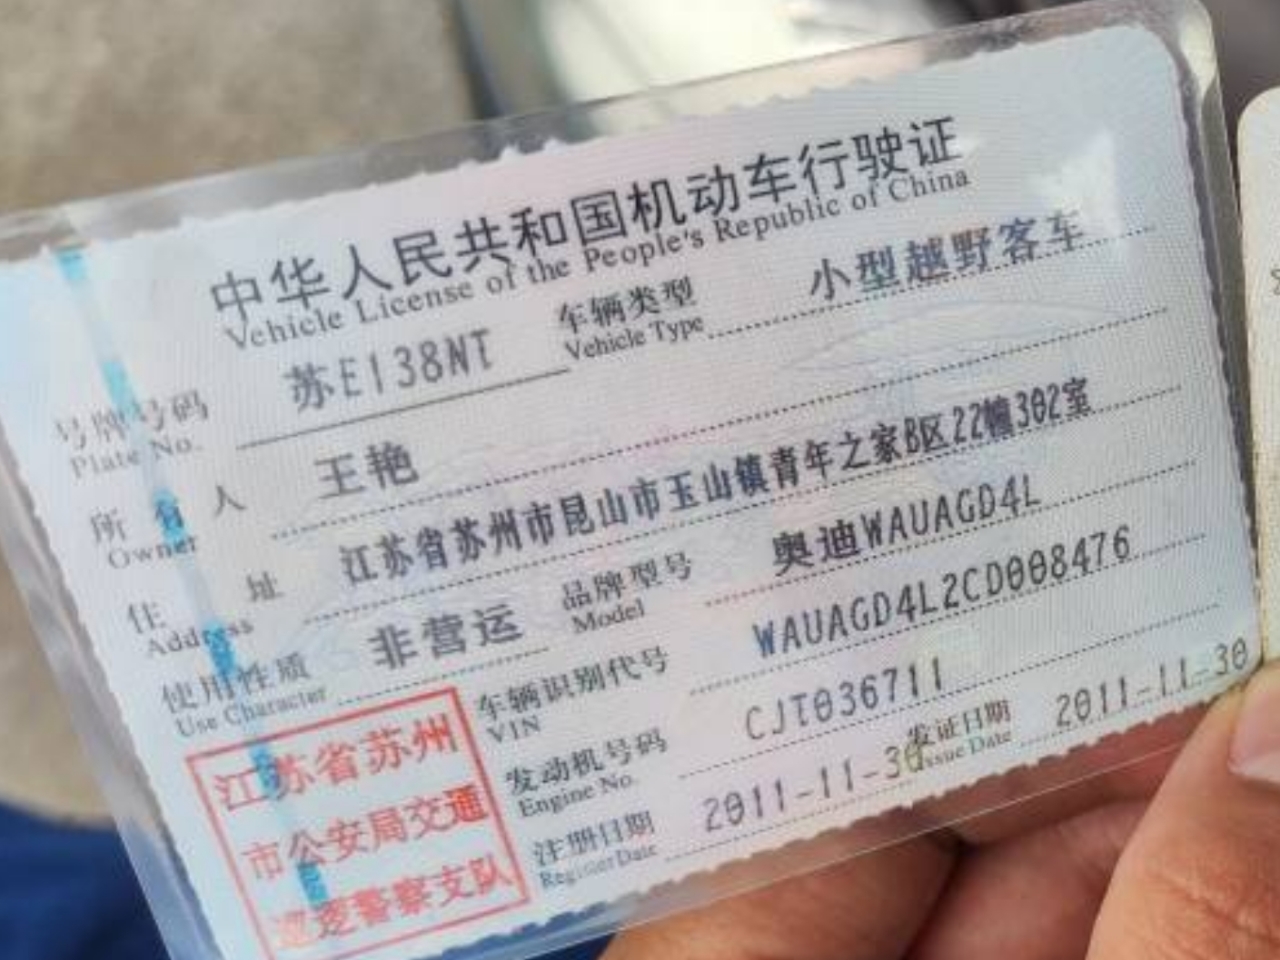 中华人民共和国机动车行驶证
Vehicle License of the People's Republic of China
号牌号码 苏E138NT 车辆类型 小型越野客车
Plate No. Vehicle Type
所有人 王艳
Owner
住址 江苏省苏州市昆山市玉山镇青年之家B区22幢302室
Address
使用性质 非营运 品牌型号 奥迪WAUAGD4L
Use Character Model
车辆识别代号 WAUAGD4L2CD008476
VIN
发动机号码 CJT036711
Engine No.
注册日期 2011-11-30 发证日期 2011-11-30
Register Date Issue Date
江苏省苏州
市公安局交通
巡逻警察支队